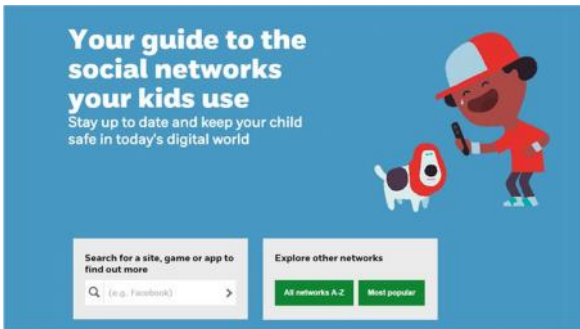 Your guide to the
social networks
your kids use
Stay up to date and keep your child
safe in today's digital world
Search for a site, game or app to
find out more
(e.g. Facebook)
Explore other networks
All networks A-Z
Most popular